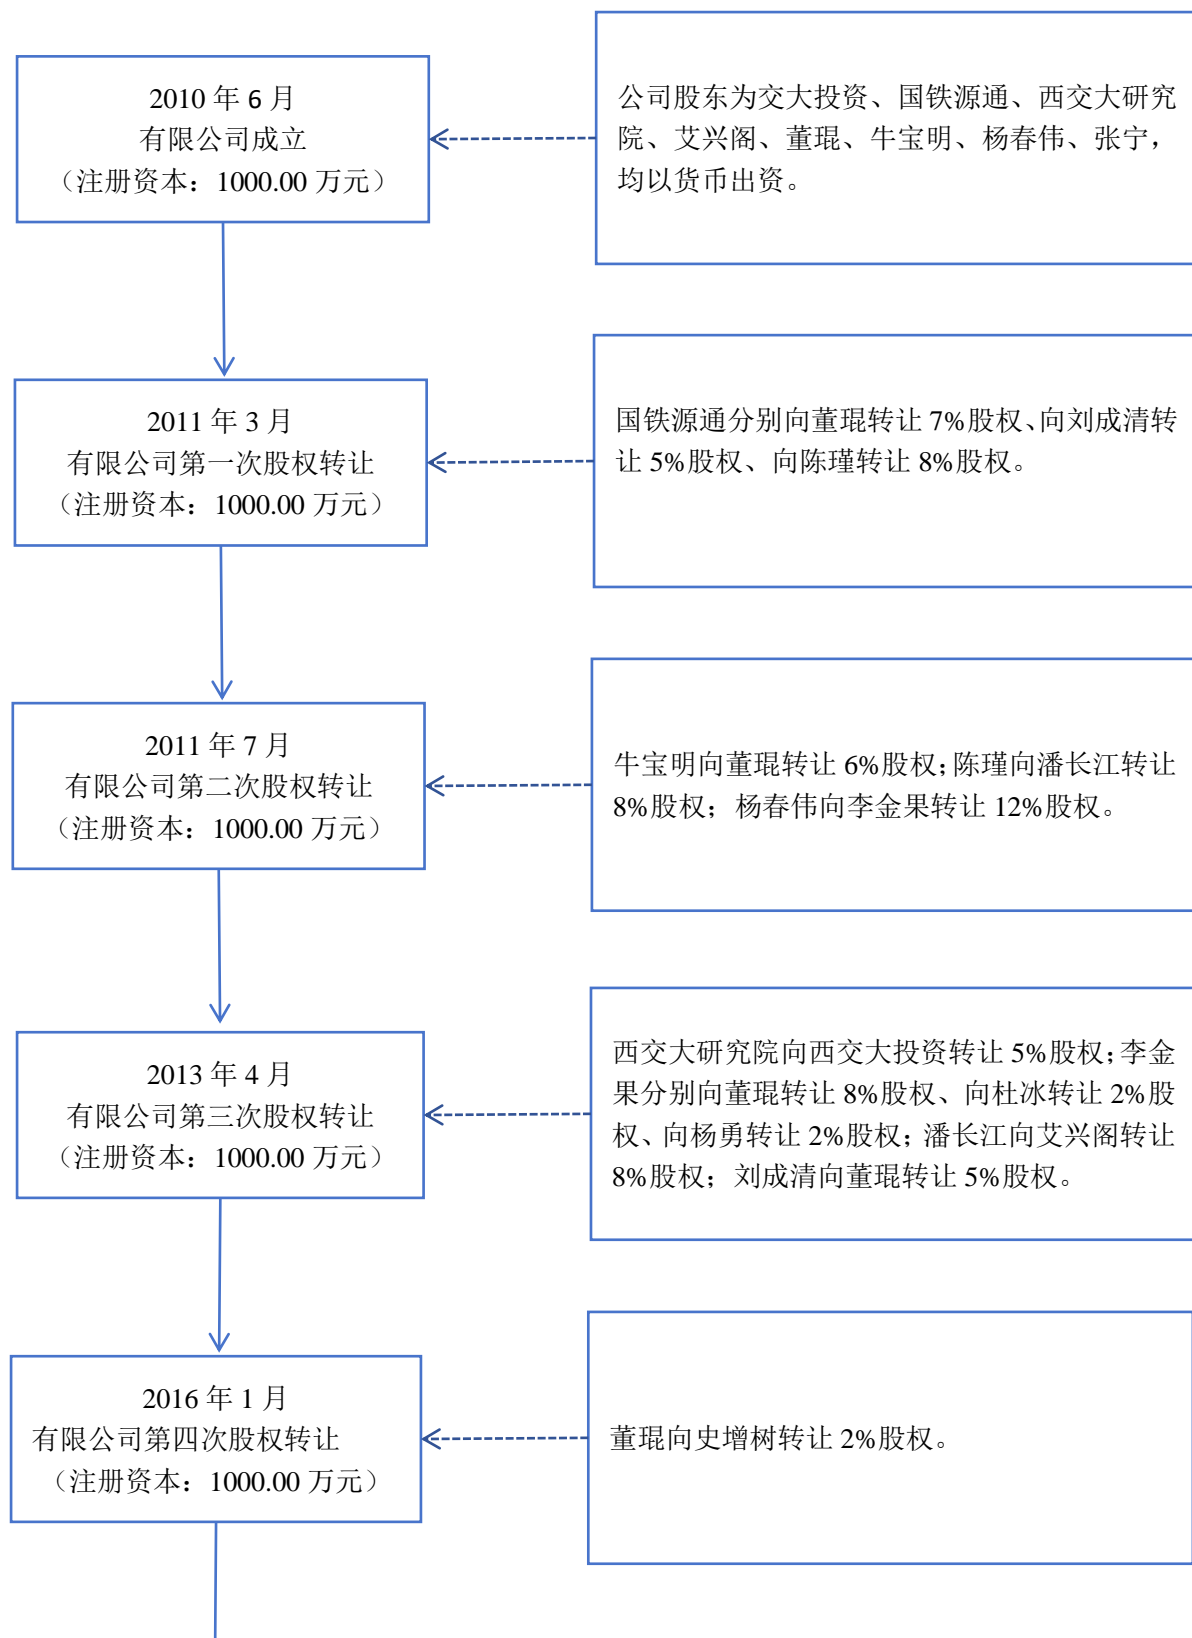 2010 年 6 月
有限公司成立
（注册资本：1000.00 万元）
公司股东为交大投资、国铁源通、西交大研究
院、艾兴阁、董琨、牛宝明、杨春伟、张宁，
均以货币出资。
2011 年 3 月
有限公司第一次股权转让
（注册资本：1000.00 万元）
国铁源通分别向董琨转让 7%股权、向刘成清转
让 5%股权、向陈瑾转让 8%股权。
2011 年 7 月
有限公司第二次股权转让
（注册资本：1000.00 万元）
牛宝明向董琨转让 6%股权；陈瑾向潘长江转让
8%股权；杨春伟向李金果转让 12%股权。
2013 年 4 月
有限公司第三次股权转让
（注册资本：1000.00 万元）
西交大研究院向西交大投资转让 5%股权；李金
果分别向董琨转让 8%股权、向杜冰转让 2%股
权、向杨勇转让 2%股权；潘长江向艾兴阁转让
8%股权；刘成清向董琨转让 5%股权。
2016 年 1 月
有限公司第四次股权转让
（注册资本：1000.00 万元）
董琨向史增树转让 2%股权。